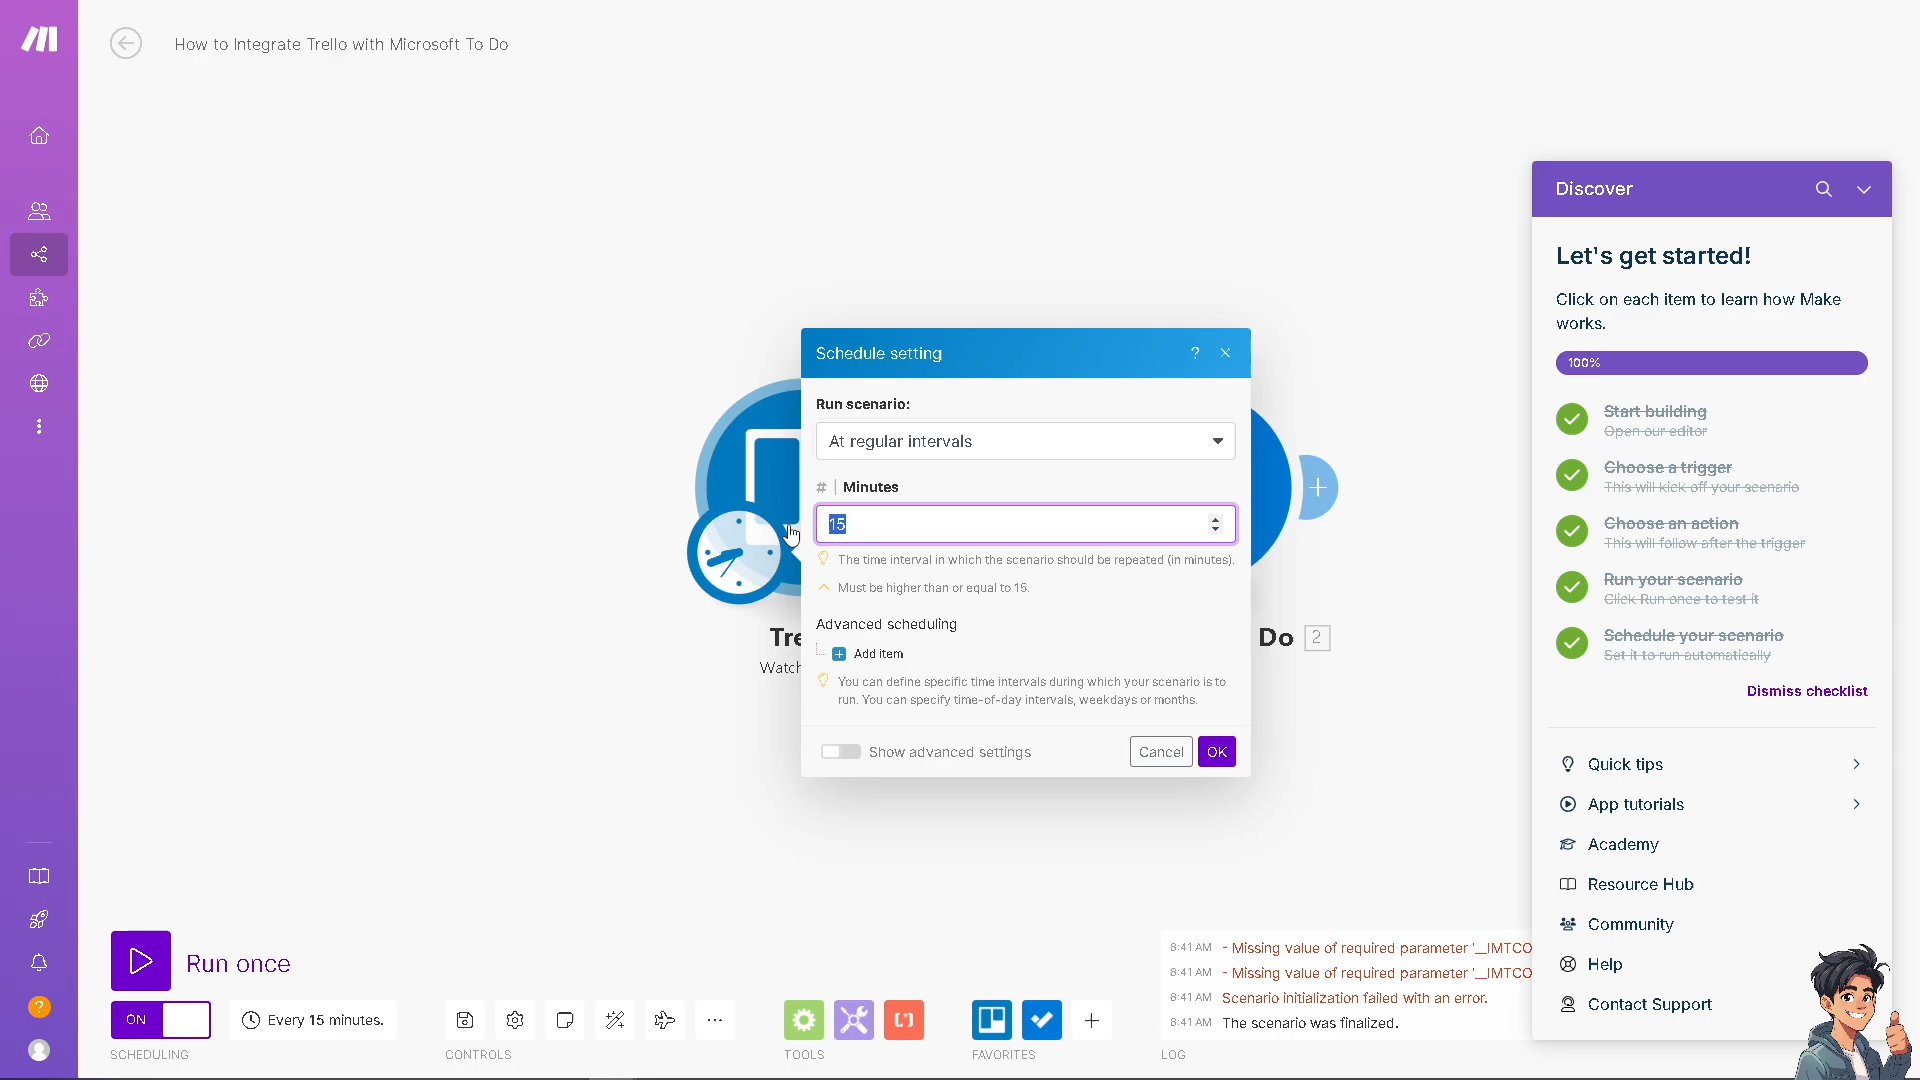 How to Integrate Trello with Microsoft To Do
Discover
Let's get started!
Click on each item to learn how Make
works.
100%
Start building
Open our editor
Choose a trigger
This will kick off your scenario
Choose an action
This will follow after the trigger
Run your scenario
Click Run once to test it
Schedule your scenario
Set it to run automatically
Dismiss checklist
Quick tips
App tutorials
Academy
Resource Hub
Community
Help
Contact Support
Schedule setting
?
Run scenario:
At regular intervals
# Minutes
15
The time interval in which the scenario should be repeated (in minutes).
Must be higher than or equal to 15.
Advanced scheduling
Add item
You can define specific time intervals during which your scenario is to
run. You can specify time-of-day intervals, weekdays or months.
Show advanced settings
Cancel
OK
Tre
Watch
Do 2
Run once
ON
Every 15 minutes.
SCHEDULING
CONTROLS
TOOLS
FAVORITES
8:41 AM - Missing value of required parameter '__IMTCO
8:41 AM - Missing value of required parameter '__IMTCO
8:41 AM Scenario initialization failed with an error.
8:41 AM The scenario was finalized.
LOG
?